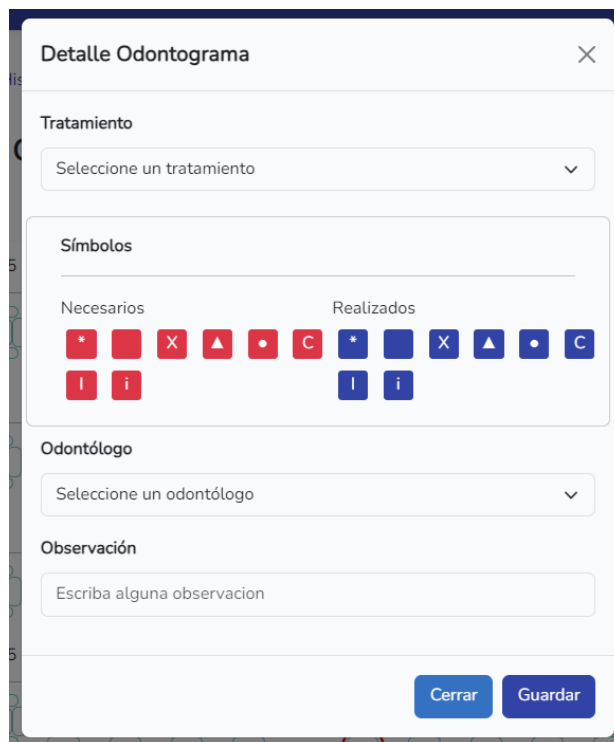 Detalle Odontograma
Tratamiento
Seleccione un tratamiento
Símbolos
Necesarios Realizados
* X ▲ ● C * X ▲ ● C
I i I i
Odontólogo
Seleccione un odontólogo
Observación
Escriba alguna observacion
Cerrar Guardar